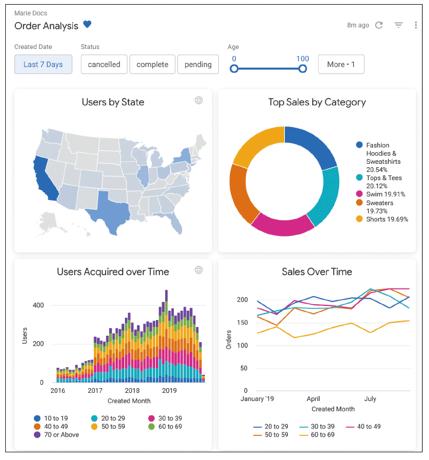 Marie Docs
Order Analysis
8m ago
Created Date
Status
Age
Last 7 Days
cancelled
complete
pending
0
100
More • 1
Users by State
Top Sales by Category
Fashion
Hoodies &
Sweatshirts
20.54%
Tops & Tees
20.12%
Swim 19.91%
Sweaters
19.73%
Shorts 19.69%
Users Acquired over Time
Users
400
200
0
2016
2017
2018
2019
Created Month
10 to 19
20 to 29
30 to 39
40 to 49
50 to 59
60 to 69
70 or Above
Sales Over Time
Orders
200
150
100
50
0
January '19
April
July
Created Month
20 to 29
30 to 39
40 to 49
50 to 59
60 to 69